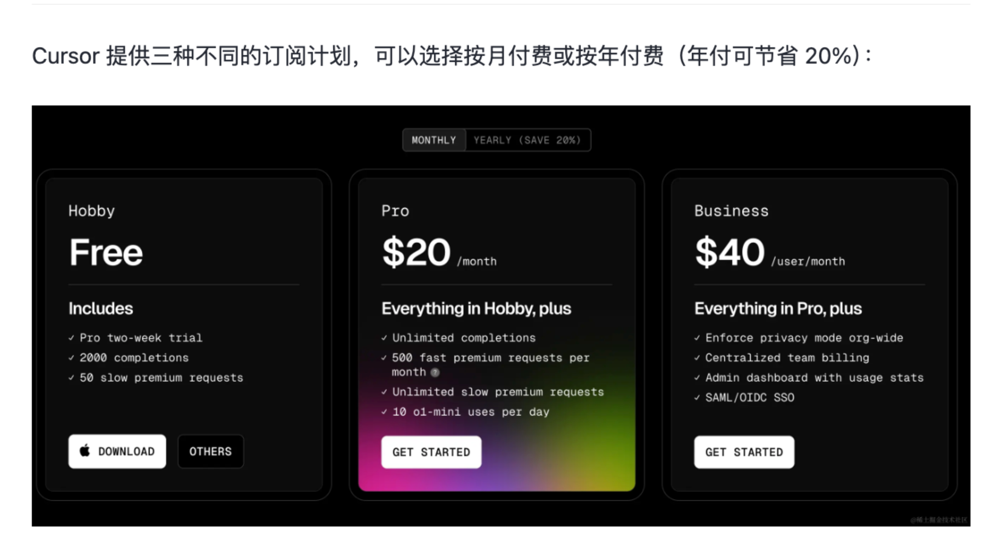 Cursor 提供三种不同的订阅计划，可以选择按月付费或按年付费（年付可节省 20%）：
MONTHLY
YEARLY (SAVE 20%)
Hobby
Free
Includes
✓ Pro two-week trial
✓ 2000 completions
✓ 50 slow premium requests
DOWNLOAD
OTHERS
Pro
$20 /month
Everything in Hobby, plus
✓ Unlimited completions
✓ 500 fast premium requests per
month ?
✓ Unlimited slow premium requests
✓ 10 o1-mini uses per day
GET STARTED
Business
$40 /user/month
Everything in Pro, plus
✓ Enforce privacy mode org-wide
✓ Centralized team billing
✓ Admin dashboard with usage stats
✓ SAML/OIDC SSO
GET STARTED
@稀土掘金技术社区